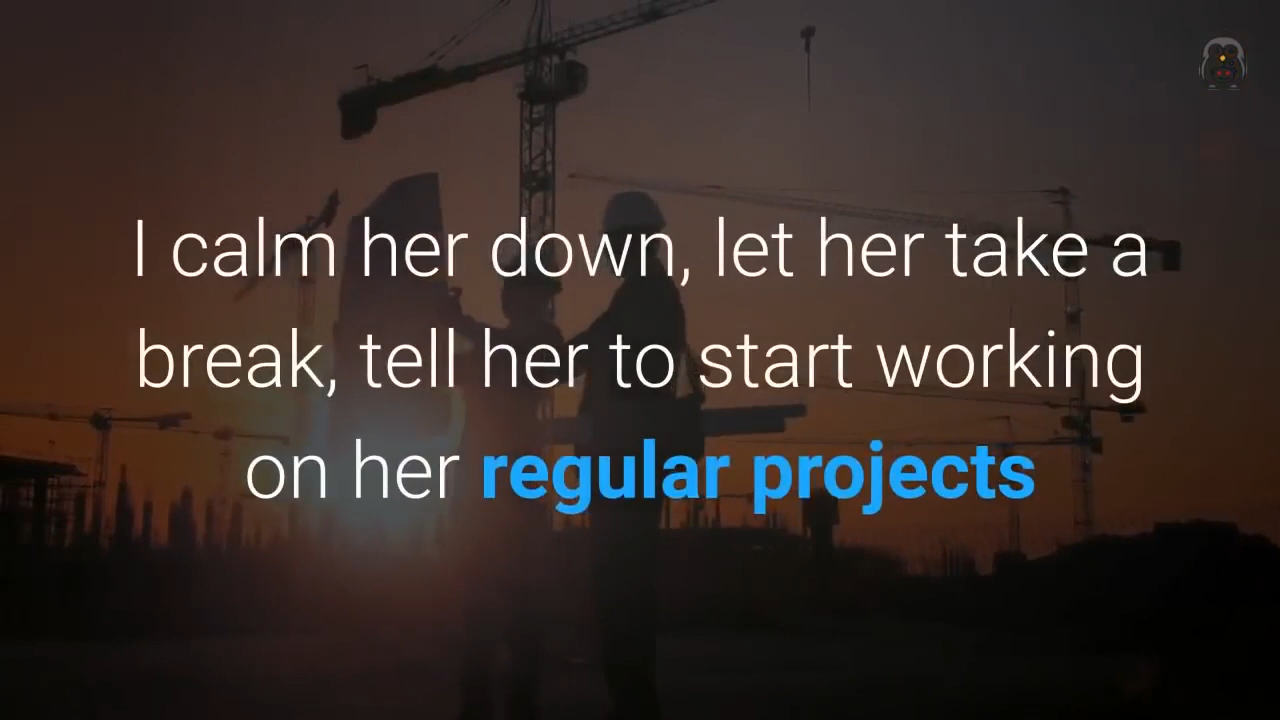 I calm her down, let her take a
break, tell her to start working
on her regular projects